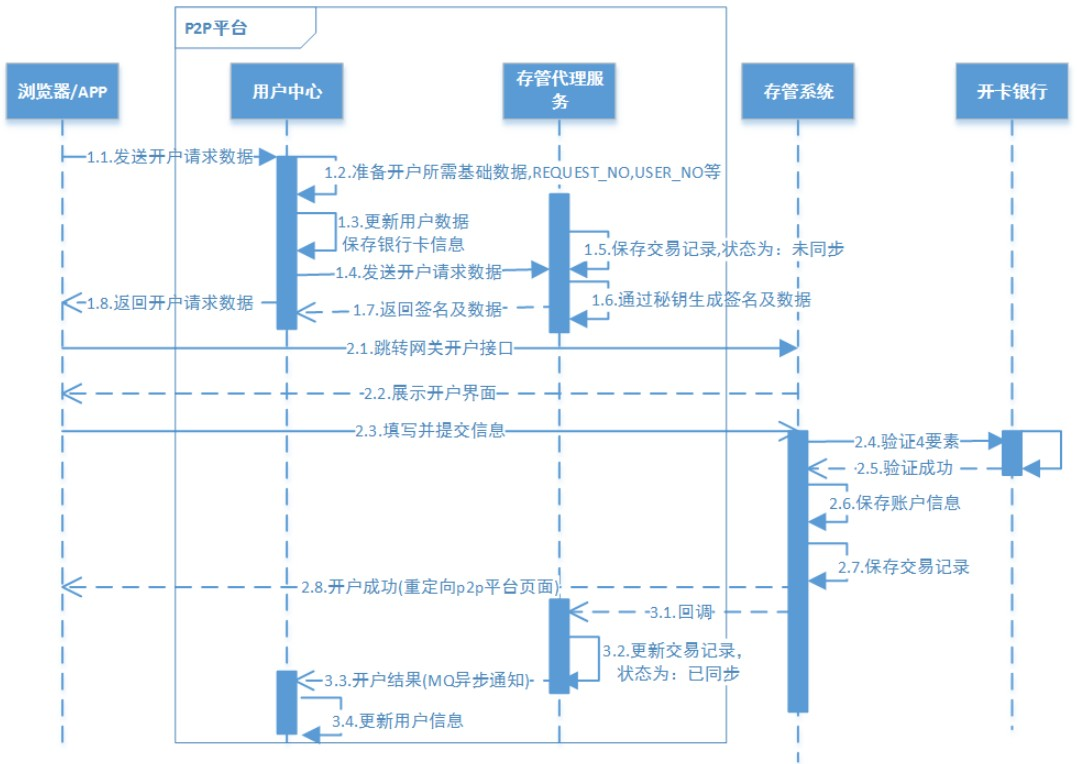 P2P平台
浏览器/APP
用户中心
存管代理服
务
存管系统
开卡银行
1.1.发送开户请求数据
1.2.准备开户所需基础数据,REQUEST_NO,USER_NO等
1.3.更新用户数据
保存银行卡信息
1.4.发送开户请求数据
1.5.保存交易记录,状态为：未同步
1.6.通过秘钥生成签名及数据
1.7.返回签名及数据
1.8.返回开户请求数据
2.1.跳转网关开户接口
2.2.展示开户界面
2.3.填写并提交信息
2.4.验证4要素
2.5.验证成功
2.6.保存账户信息
2.7.保存交易记录
2.8.开户成功(重定向p2p平台页面)
3.1.回调
3.2.更新交易记录，
状态为：已同步
3.3.开户结果(MQ异步通知)
3.4.更新用户信息